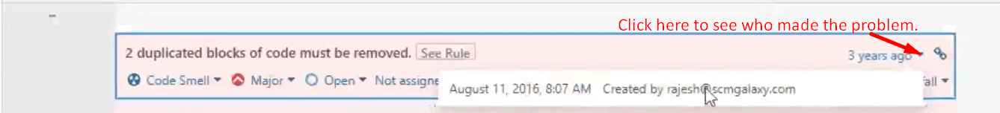 Click here to see who made the problem.
2 duplicated blocks of code must be removed. See Rule
3 years ago
Code Smell Major Open Not assigne
August 11, 2016, 8:07 AM Created by rajesh@scmgalaxy.com